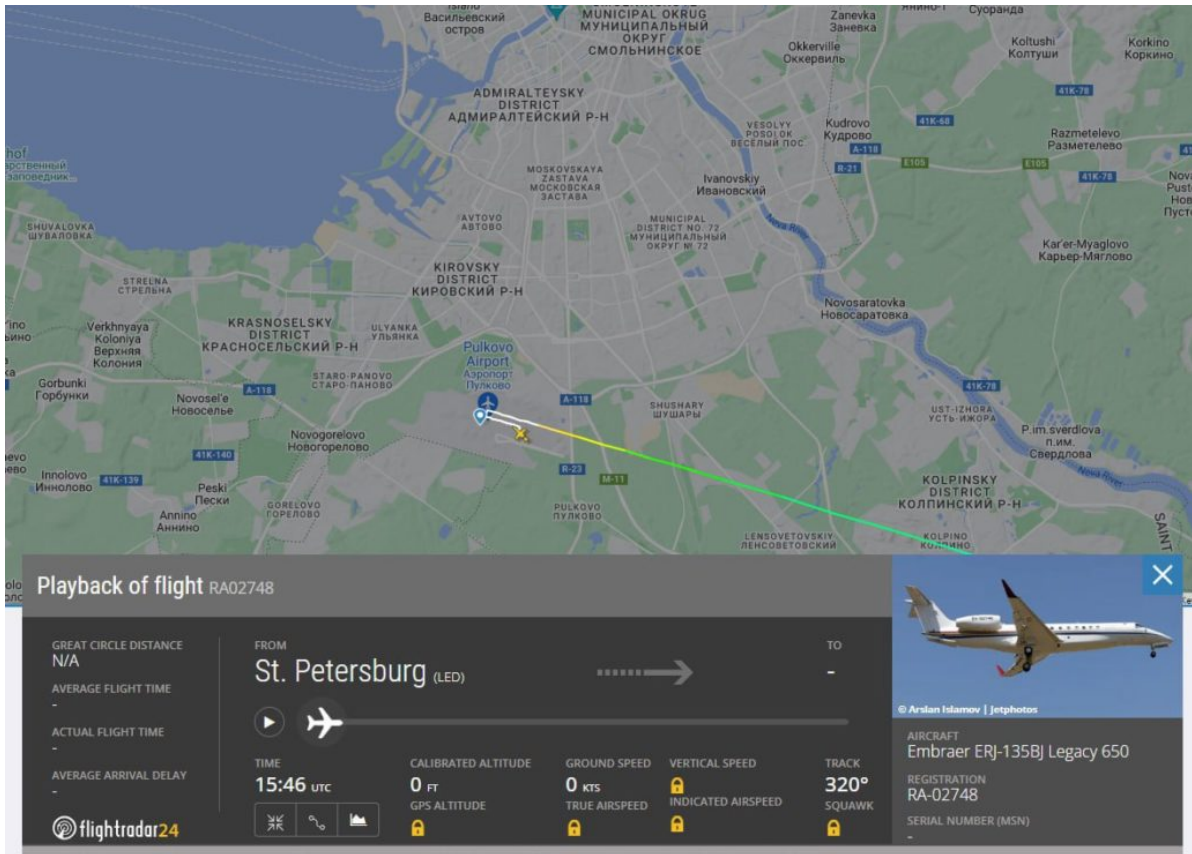 Васильевский
остров
MUNICIPAL OKRUG
МУНИЦИПАЛЬНЫЙ
ОКРУГ
СМОЛЬНИНСКОЕ
Zanevka
Заневка
Суоранда
Okkerville
Оккервиль
Koltushi
Колтуши
Korkino
Коркино
41K-78
ADMIRALTEYSKY
DISTRICT
АДМИРАЛТЕЙСКИЙ Р-Н
VESOLYY
POSOLOK
ВЕСЁЛЫЙ ПОС.
Kudrovo
Кудрово
41K-68
A-118
Razmetelevo
Разметелево
hof
заповедник...
MOSKOVSKAYA
ZASTAVA
МОСКОВСКАЯ
ЗАСТАВА
R-21
E105
E105
41K-78
Ivanovskiy
Ивановский
SHUVALOVKA
ШУВАЛОВКА
AVTOVO
АВТОВО
MUNICIPAL
DISTRICT NO. 72
МУНИЦИПАЛЬНЫЙ
ОКРУГ № 72
Neva River
Kar'er-Myaglovo
Карьер-Мяглово
STRELNA
СТРЕЛЬНА
KIROVSKY
DISTRICT
КИРОВСКИЙ Р-Н
Novosaratovka
Новосаратовка
Verkhnyaya
Koloniya
Верхняя
Колония
KRASNOSELSKY
DISTRICT
КРАСНОСЕЛЬСКИЙ Р-Н
ULYANKA
УЛЬЯНКА
Pulkovo
Airport
Аэропорт
Пулково
STARO-PANOVO
СТАРО-ПАНОВО
Gorbunki
Горбунки
A-118
Novosel'e
Новоселье
A-118
SHUSHARY
ШУШАРЫ
41K-78
UST-IZHORA
УСТЬ-ИЖОРА
P.im.sverdlova
п.им.
Свердлова
Novogorelovo
Новогорелово
41K-140
R-23
M-11
Neva River
Innolovo
Инноловo
41K-139
Peski
Пески
GORELOVO
ГОРЕЛОВО
Annino
Аннино
PULKOVO
ПУЛКОВО
KOLPINSKY
DISTRICT
КОЛПИНСКИЙ Р-Н
LENSOVETOVSKIY
ЛЕНСОВЕТОВСКИЙ
KOLPINO
КОЛПИНО
SAINT
Playback of flight RA02748
GREAT CIRCLE DISTANCE
N/A
AVERAGE FLIGHT TIME
-
ACTUAL FLIGHT TIME
-
AVERAGE ARRIVAL DELAY
-
flightradar24
FROM
St. Petersburg (LED)
TO
-
TIME
15:46 UTC
CALIBRATED ALTITUDE
0 FT
GPS ALTITUDE
GROUND SPEED
0 KTS
TRUE AIRSPEED
VERTICAL SPEED
INDICATED AIRSPEED
TRACK
320°
SQUAWK
© Arslan Islamov | Jetphotos
AIRCRAFT
Embraer ERJ-135BJ Legacy 650
REGISTRATION
RA-02748
SERIAL NUMBER (MSN)
-